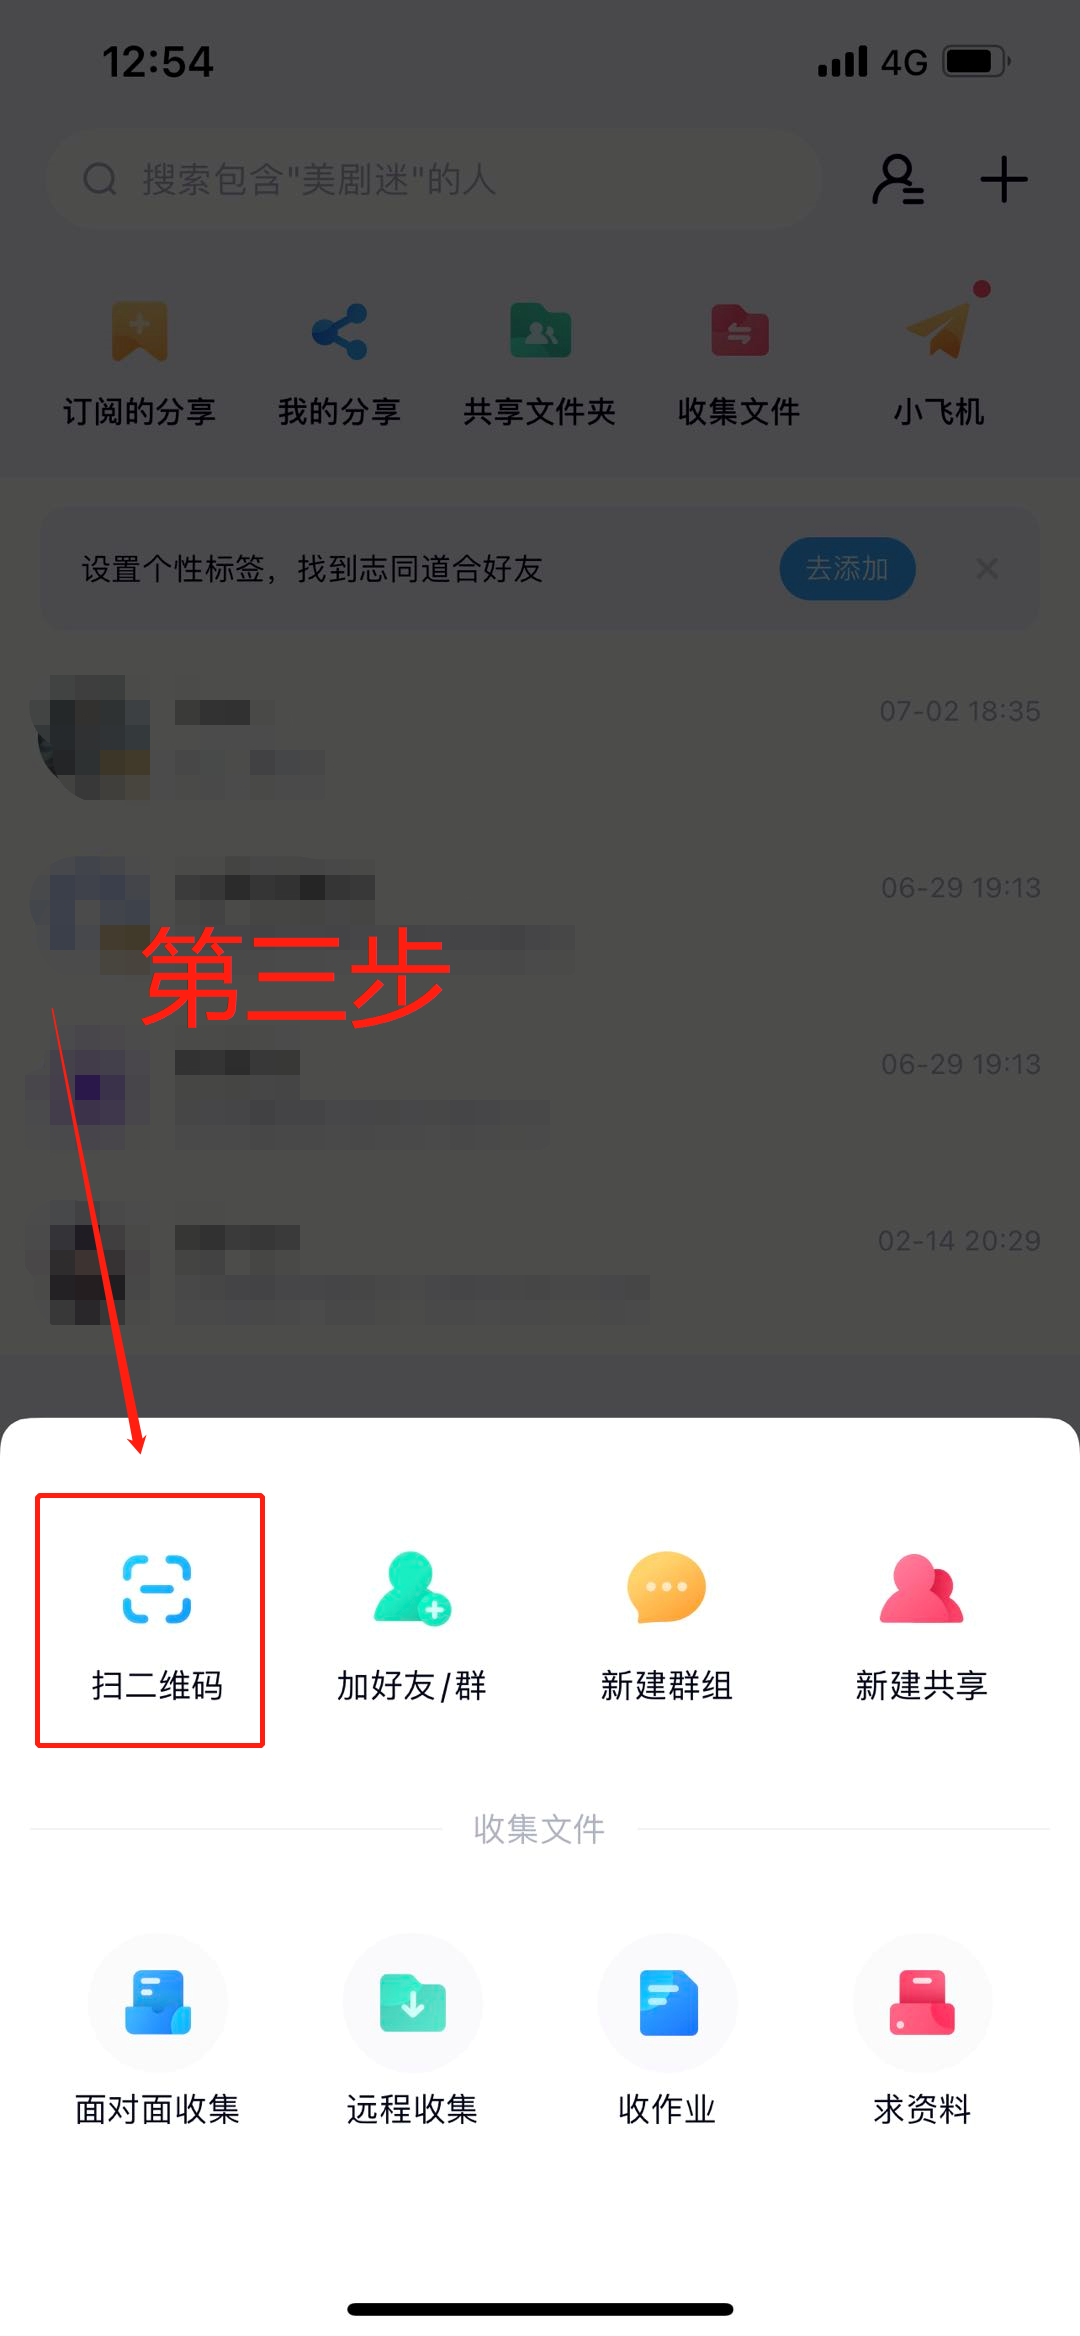 12:54
4G
搜索包含"美剧迷"的人
订阅的分享
我的分享
共享文件夹
收集文件
小飞机
设置个性标签，找到志同道合好友
去添加
07-02 18:35
06-29 19:13
第三步
06-29 19:13
02-14 20:29
扫二维码
加好友/群
新建群组
新建共享
收集文件
面对面收集
远程收集
收作业
求资料